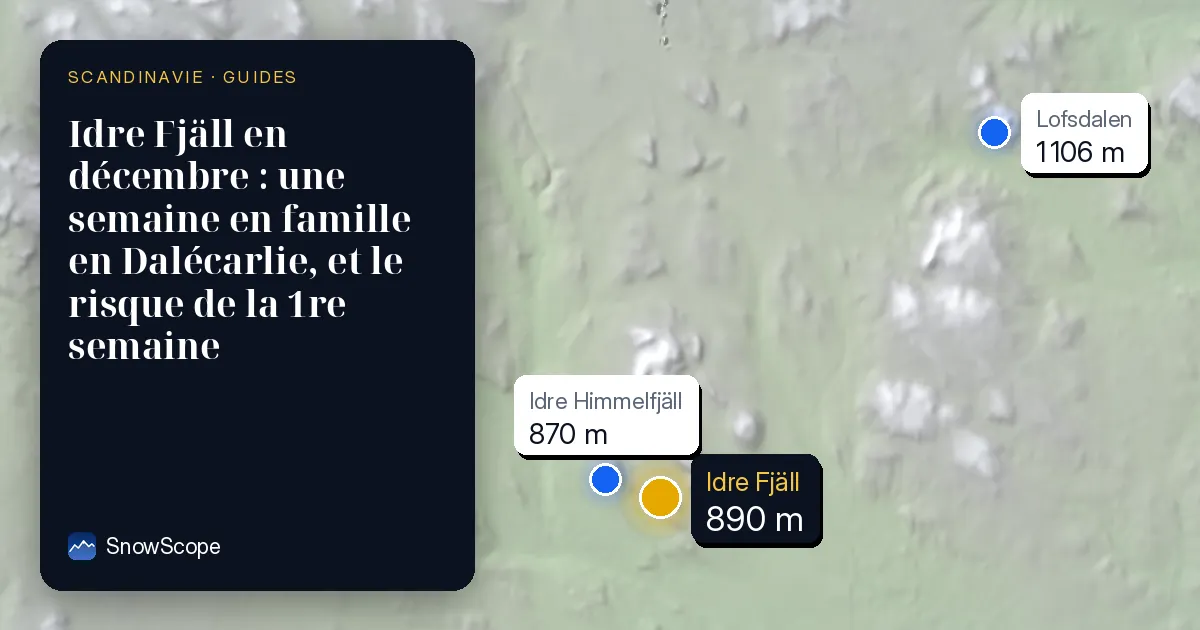 SCANDINAVIE · GUIDES
Idre Fjäll en
décembre : une
semaine en famille
en Dalécarlie, et le
risque de la 1re
semaine
SnowScope
Lofsdalen
1106 m
Idre Himmelfjäll
870 m
Idre Fjäll
890 m